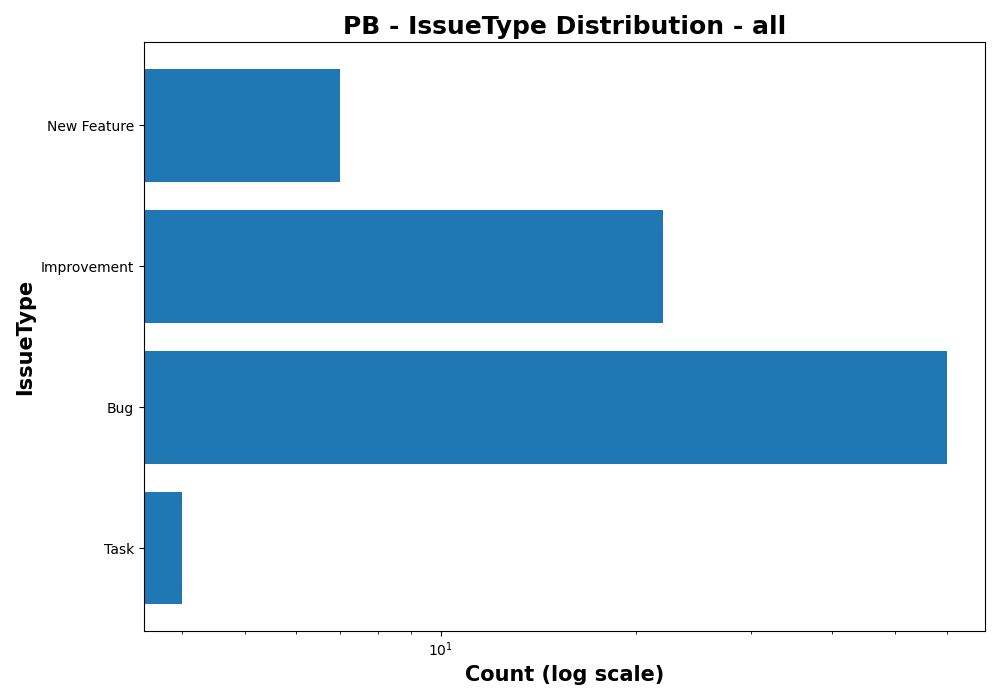 PB - IssueType Distribution - all
New Feature
Improvement
Bug
Task
IssueType
10¹
Count (log scale)